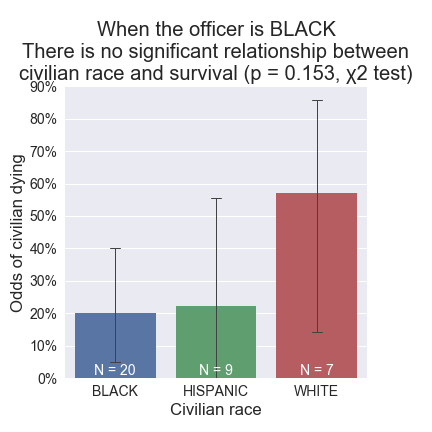 When the officer is BLACK
There is no significant relationship between
civilian race and survival (p = 0.153, χ2 test)
90%
80%
70%
60%
50%
40%
30%
20%
10%
0%
Odds of civilian dying
N = 20
N = 9
N = 7
BLACK
HISPANIC
WHITE
Civilian race